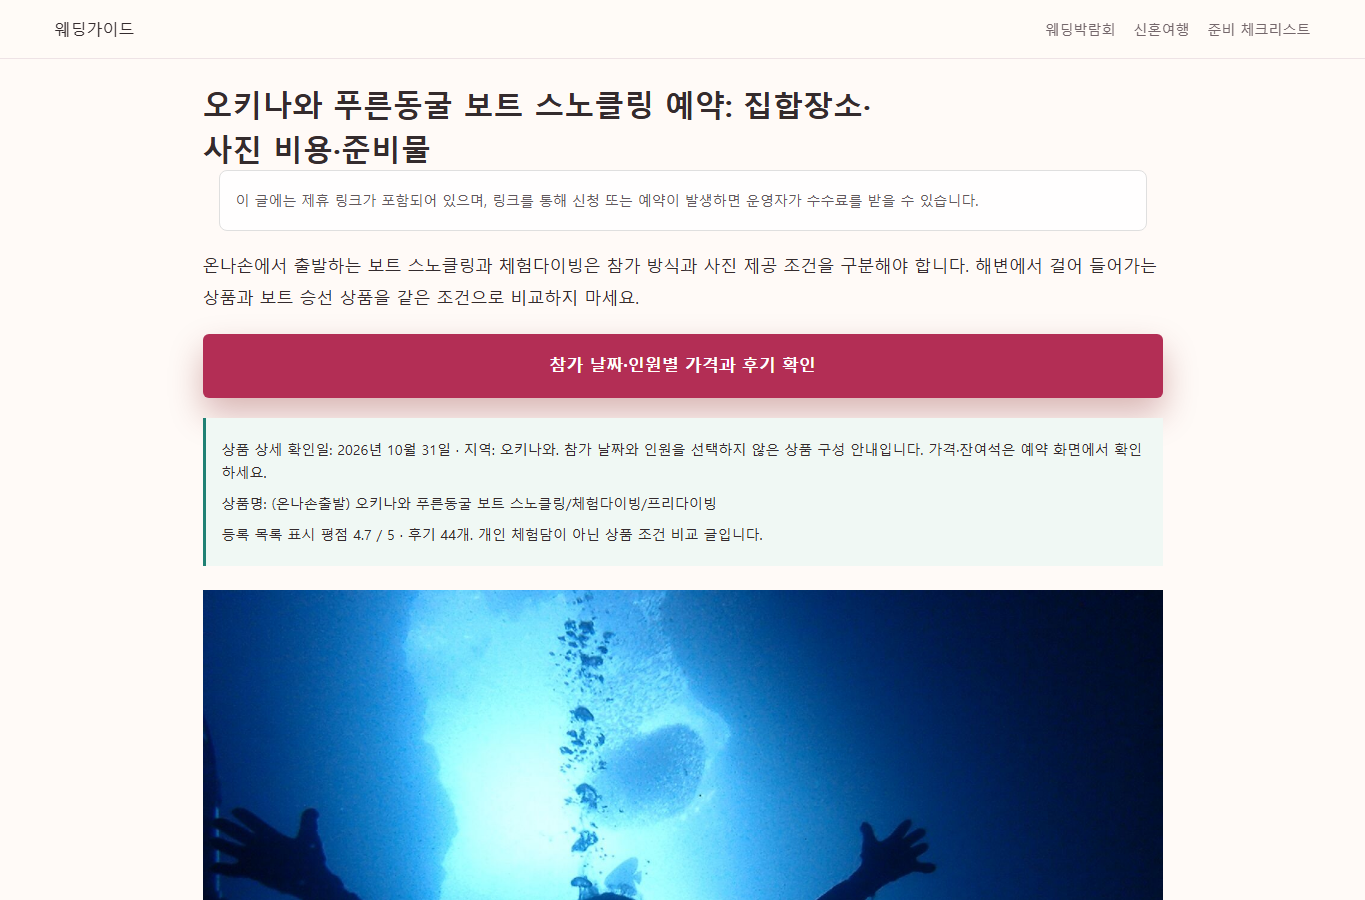 웨딩가이드
웨딩박람회 신혼여행 준비 체크리스트
오키나와 푸른동굴 보트 스노클링 예약: 집합장소·
사진 비용·준비물
이 글에는 제휴 링크가 포함되어 있으며, 링크를 통해 신청 또는 예약이 발생하면 운영자가 수수료를 받을 수 있습니다.
온나손에서 출발하는 보트 스노클링과 체험다이빙은 참가 방식과 사진 제공 조건을 구분해야 합니다. 해변에서 걸어 들어가는
상품과 보트 승선 상품을 같은 조건으로 비교하지 마세요.
참가 날짜·인원별 가격과 후기 확인
상품 상세 확인일: 2026년 10월 31일 · 지역: 오키나와. 참가 날짜와 인원을 선택하지 않은 상품 구성 안내입니다. 가격·잔여석은 예약 화면에서 확인
하세요.
상품명: (온나손출발) 오키나와 푸른동굴 보트 스노클링/체험다이빙/프리다이빙
등록 목록 표시 평점 4.7 / 5 · 후기 44개. 개인 체험담이 아닌 상품 조건 비교 글입니다.